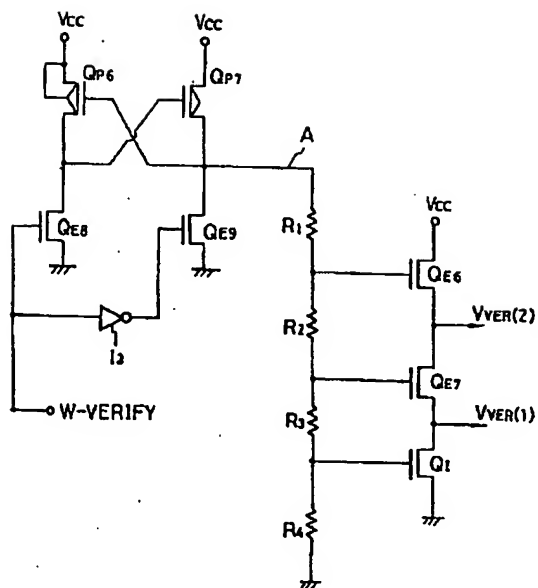 VCC
VCC
QP6
QP7
A
R1
VCC
QE8
QE9
QE6
R2
VVER(2)
I2
QE7
R3
VVER(1)
W-VERIFY
QI
R4